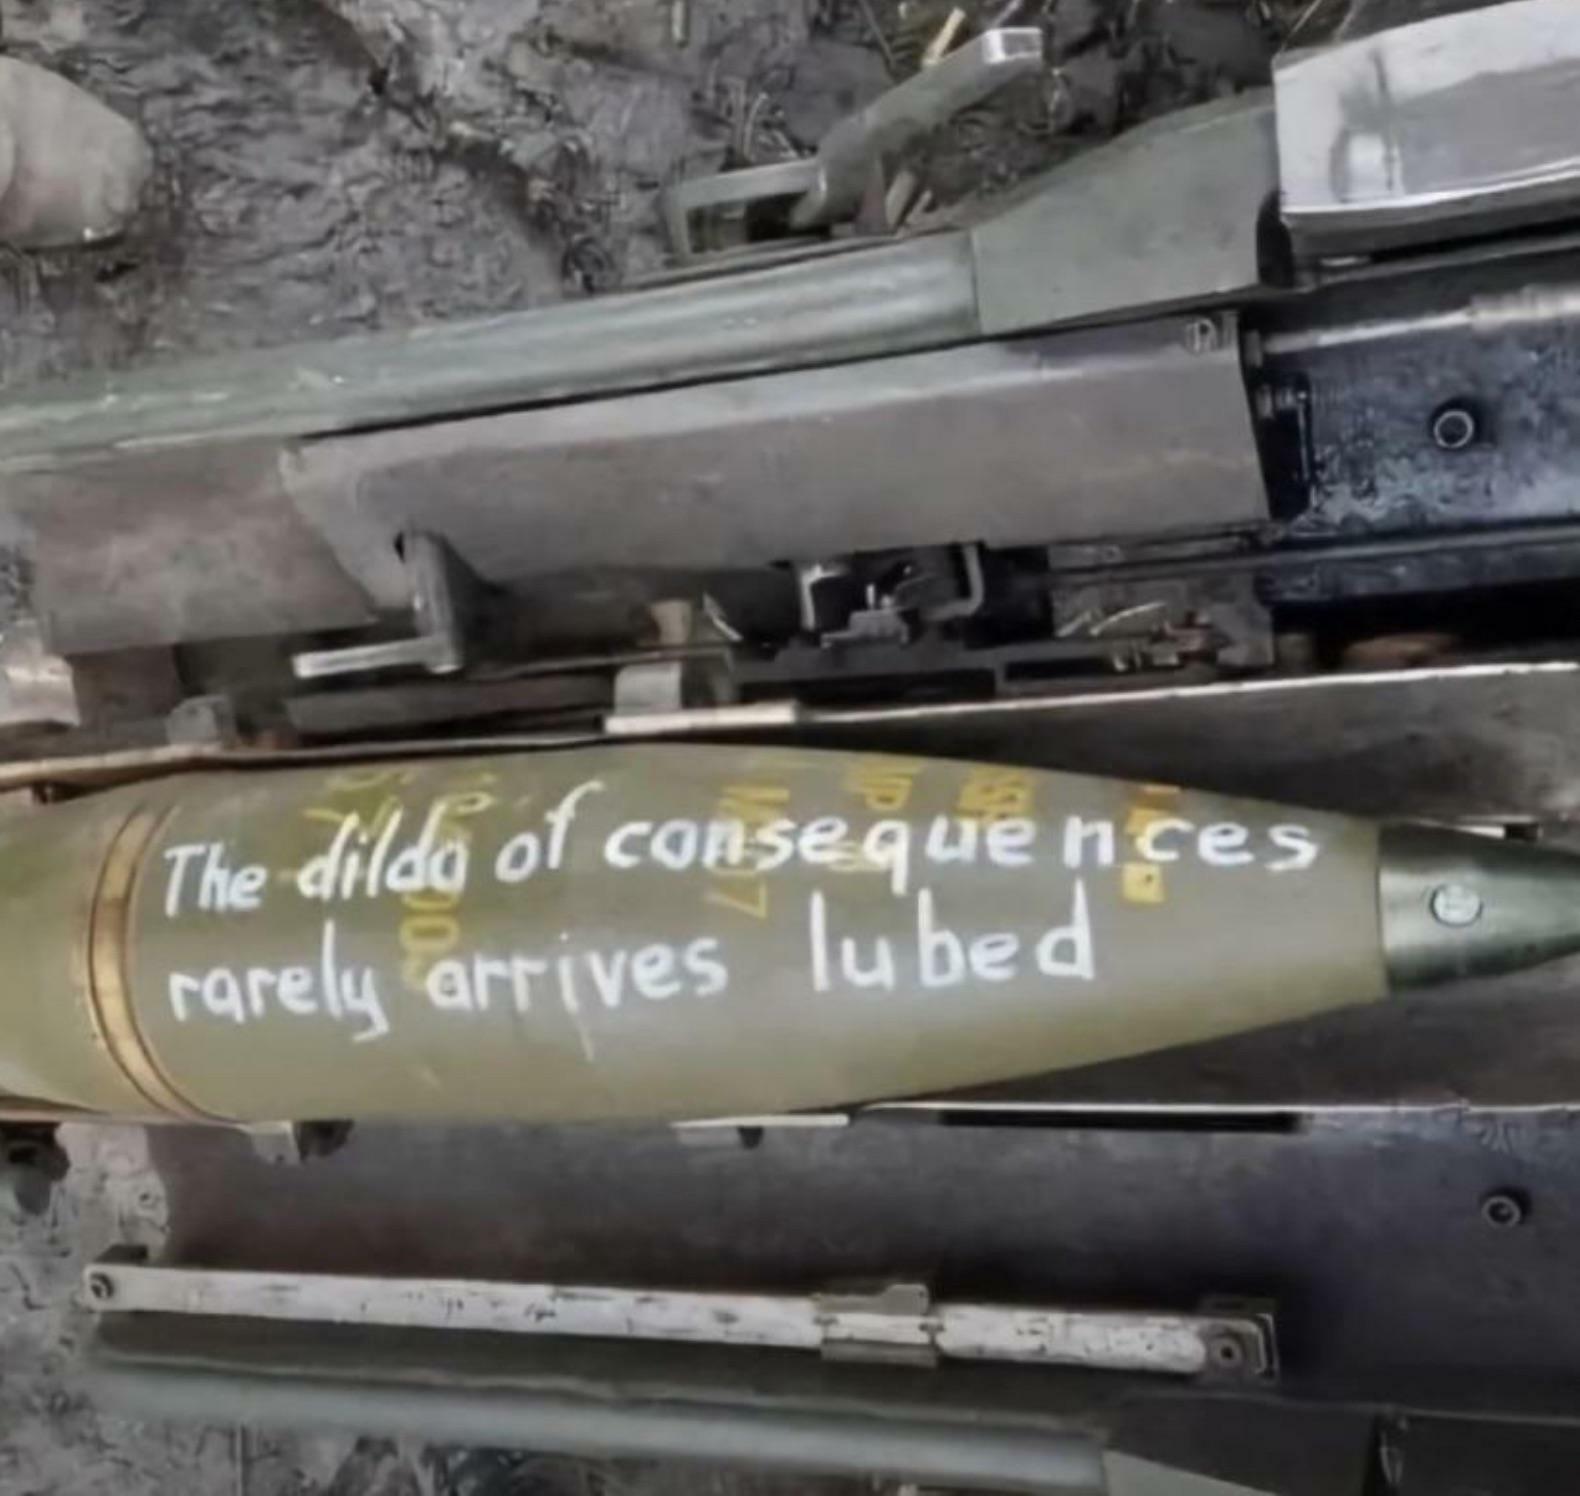 The dildo of consequences
rarely arrives lubed